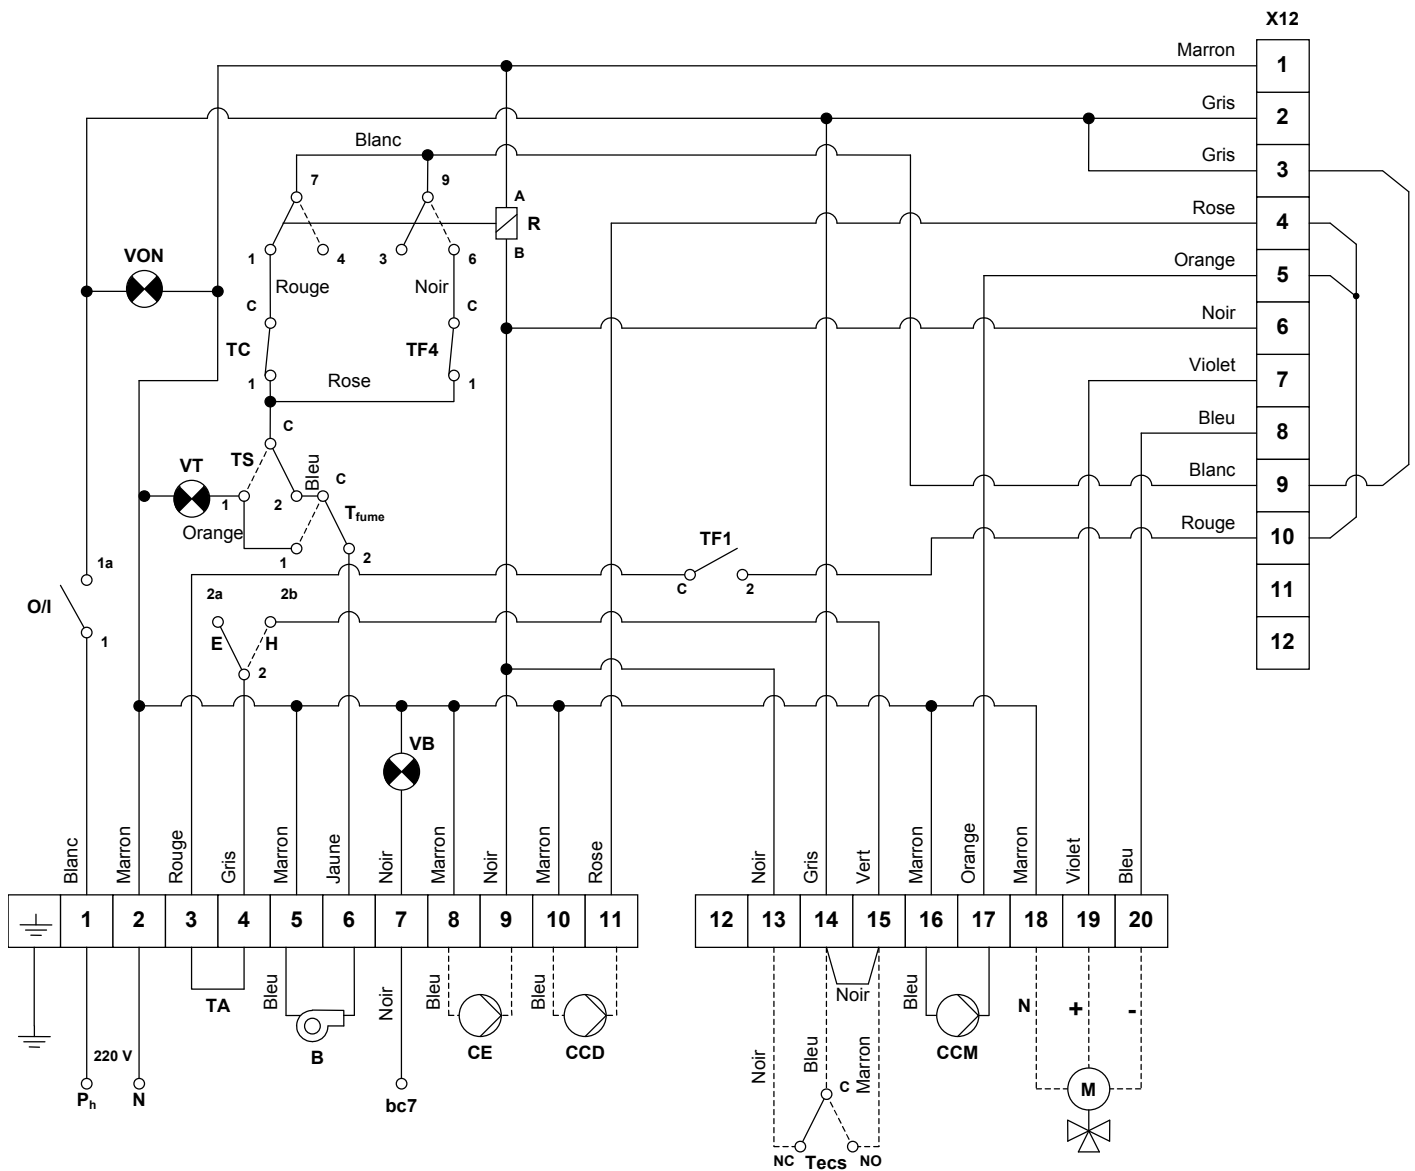 X12
Marron
1
Gris
2
Blanc
Gris
3
7
9
A
R
Rose
4
1
4
3
6
B
VON
Orange
5
Rouge
Noir
C
C
Noir
6
TC
TF4
Violet
7
1
Rose
1
Bleu
8
C
TS
Bleu
C
VT
Blanc
9
1
2
Tfume
Orange
Rouge
10
1
2
TF1
1a
C
2
11
O/I
2a
2b
1
E
H
12
2
VB
Blanc
Marron
Rouge
Gris
Marron
Jaune
Noir
Marron
Noir
Marron
Rose
Noir
Gris
Vert
Marron
Orange
Marron
Violet
Bleu
1 2 3 4 5 6 7 8 9 10 11
12 13 14 15 16 17 18 19 20
TA
Bleu
B
Noir
Bleu
CE
Bleu
CCD
Noir
Bleu
CCM
N
+
-
220 V
Ph
N
bc7
Noir
Bleu
Marron
C
M
NC
Tecs
NO